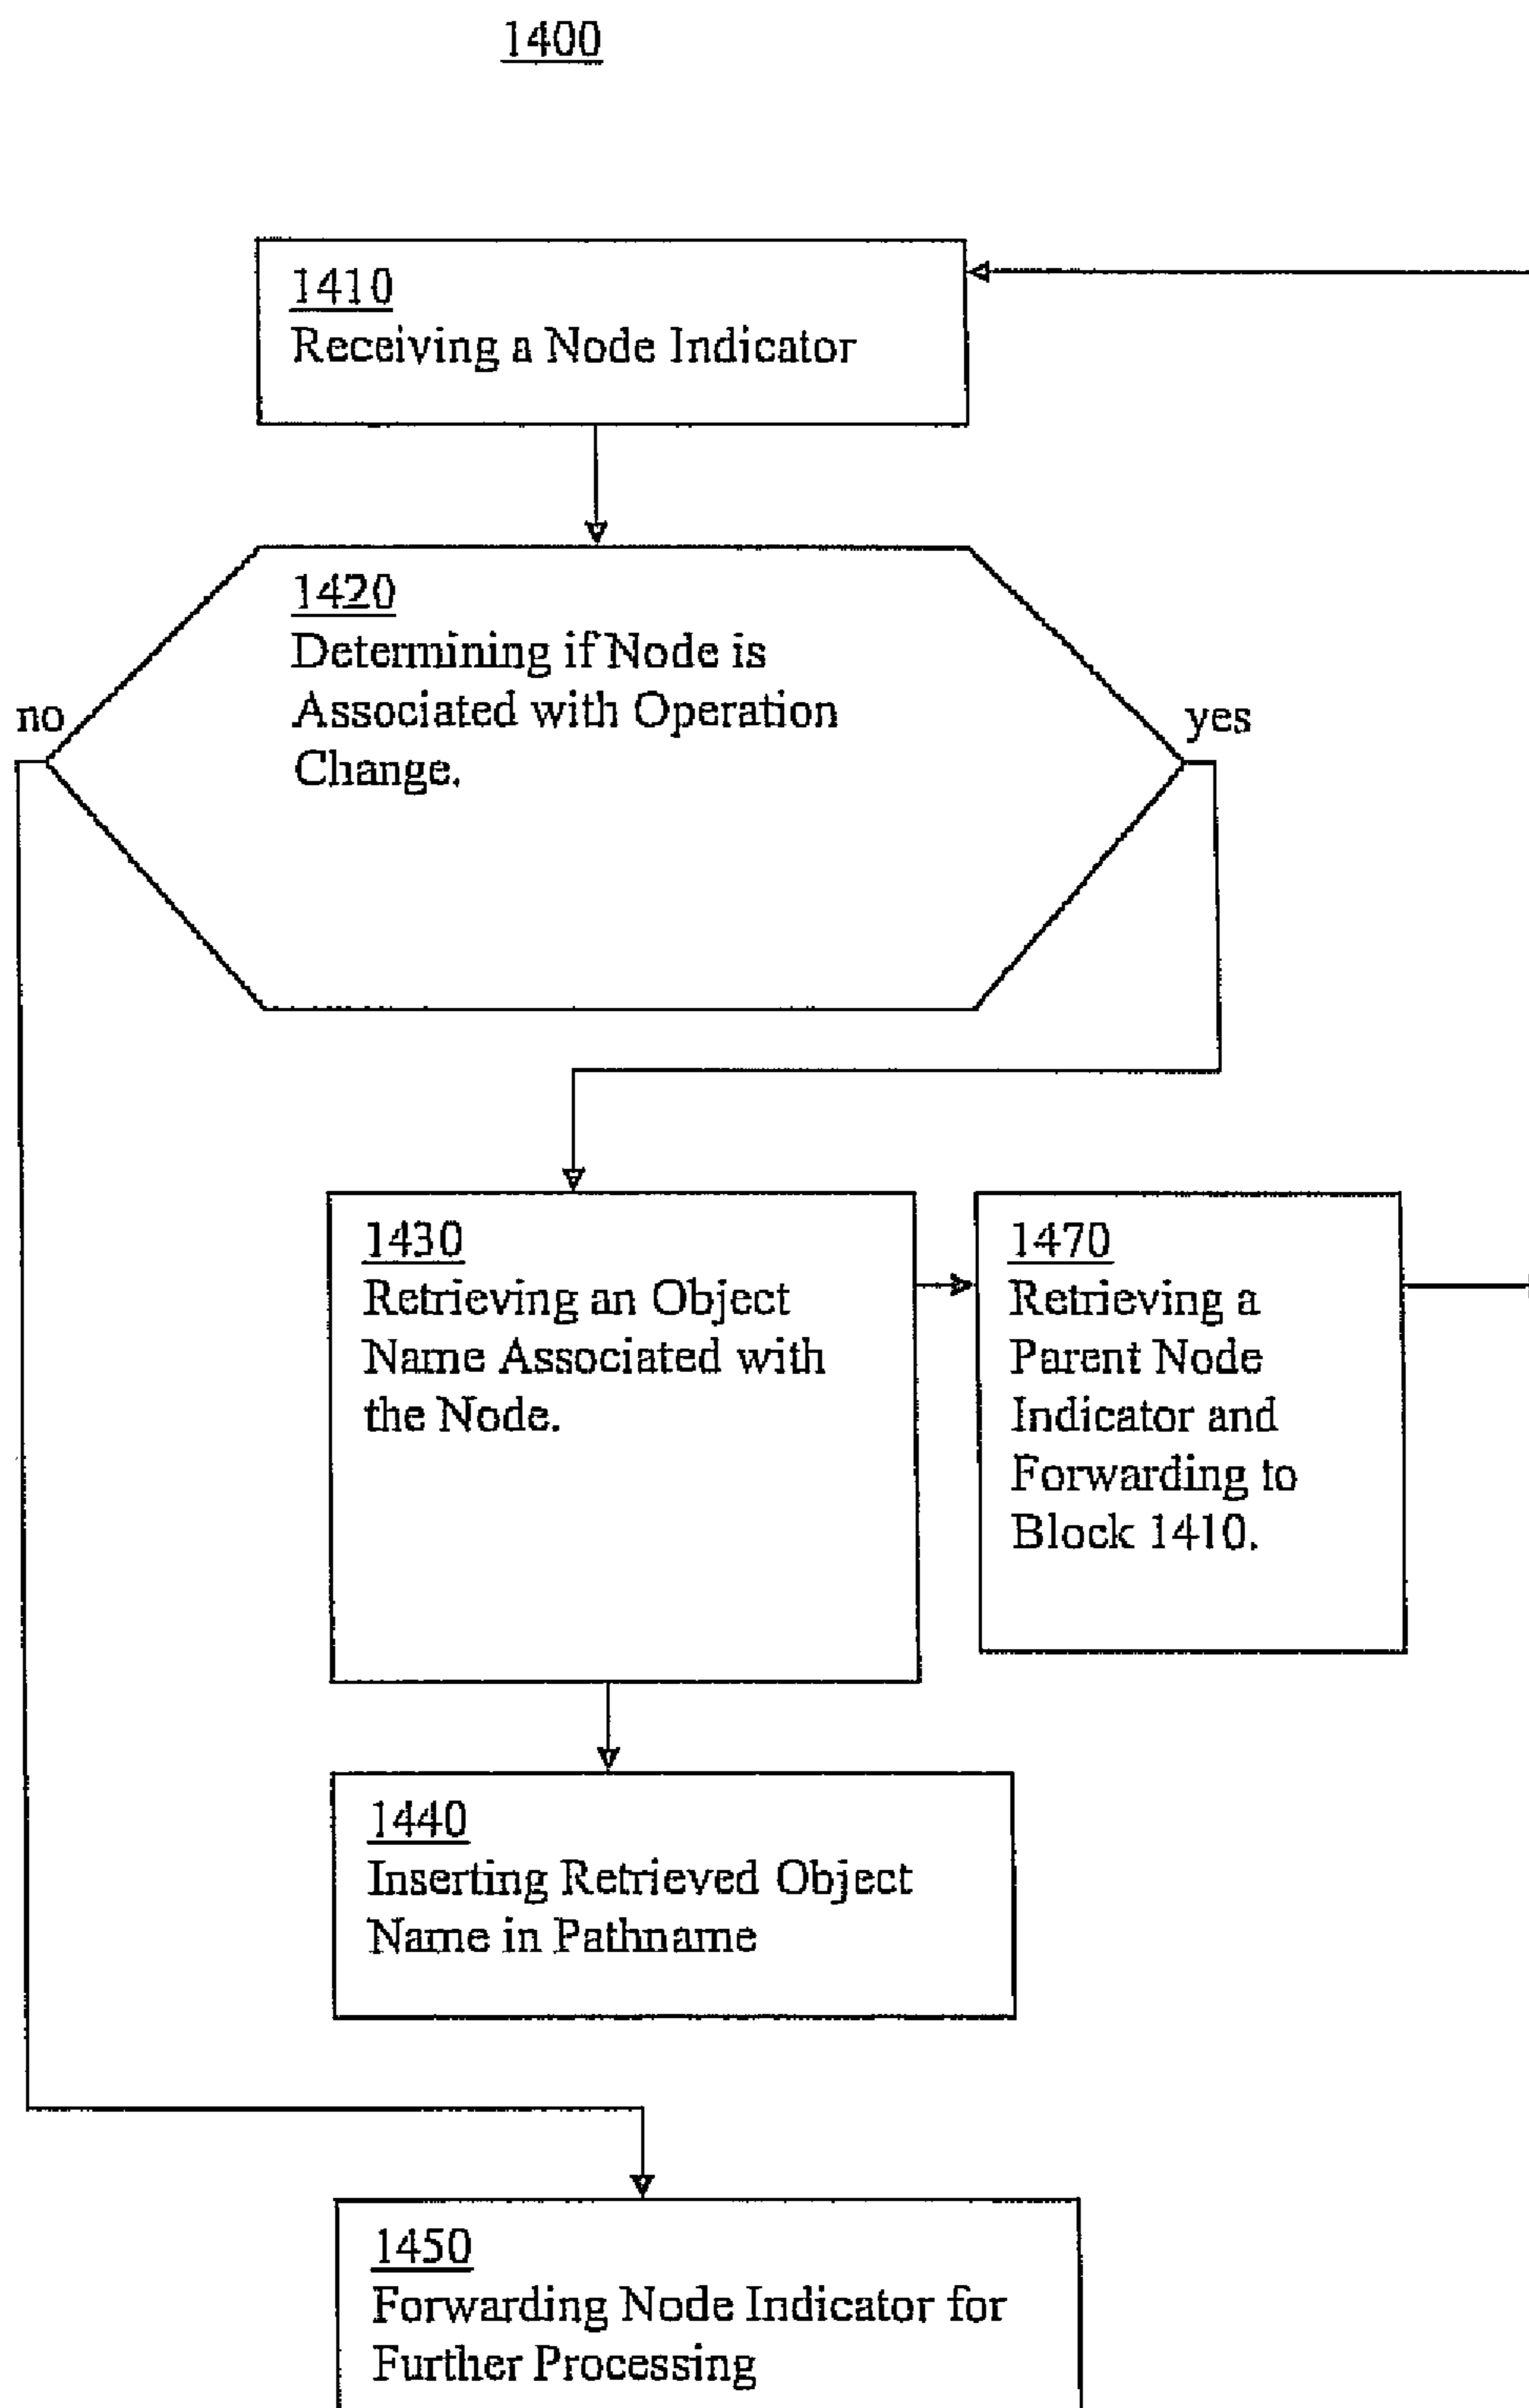 1400
1410
Receiving a Node Indicator
1420
Determining if Node is
Associated with Operation
Change.
no
yes
1430
Retrieving an Object
Name Associated with
the Node.
1470
Retrieving a
Parent Node
Indicator and
Forwarding to
Block 1410.
1440
Inserting Retrieved Object
Name in Pathname
1450
Forwarding Node Indicator for
Further Processing